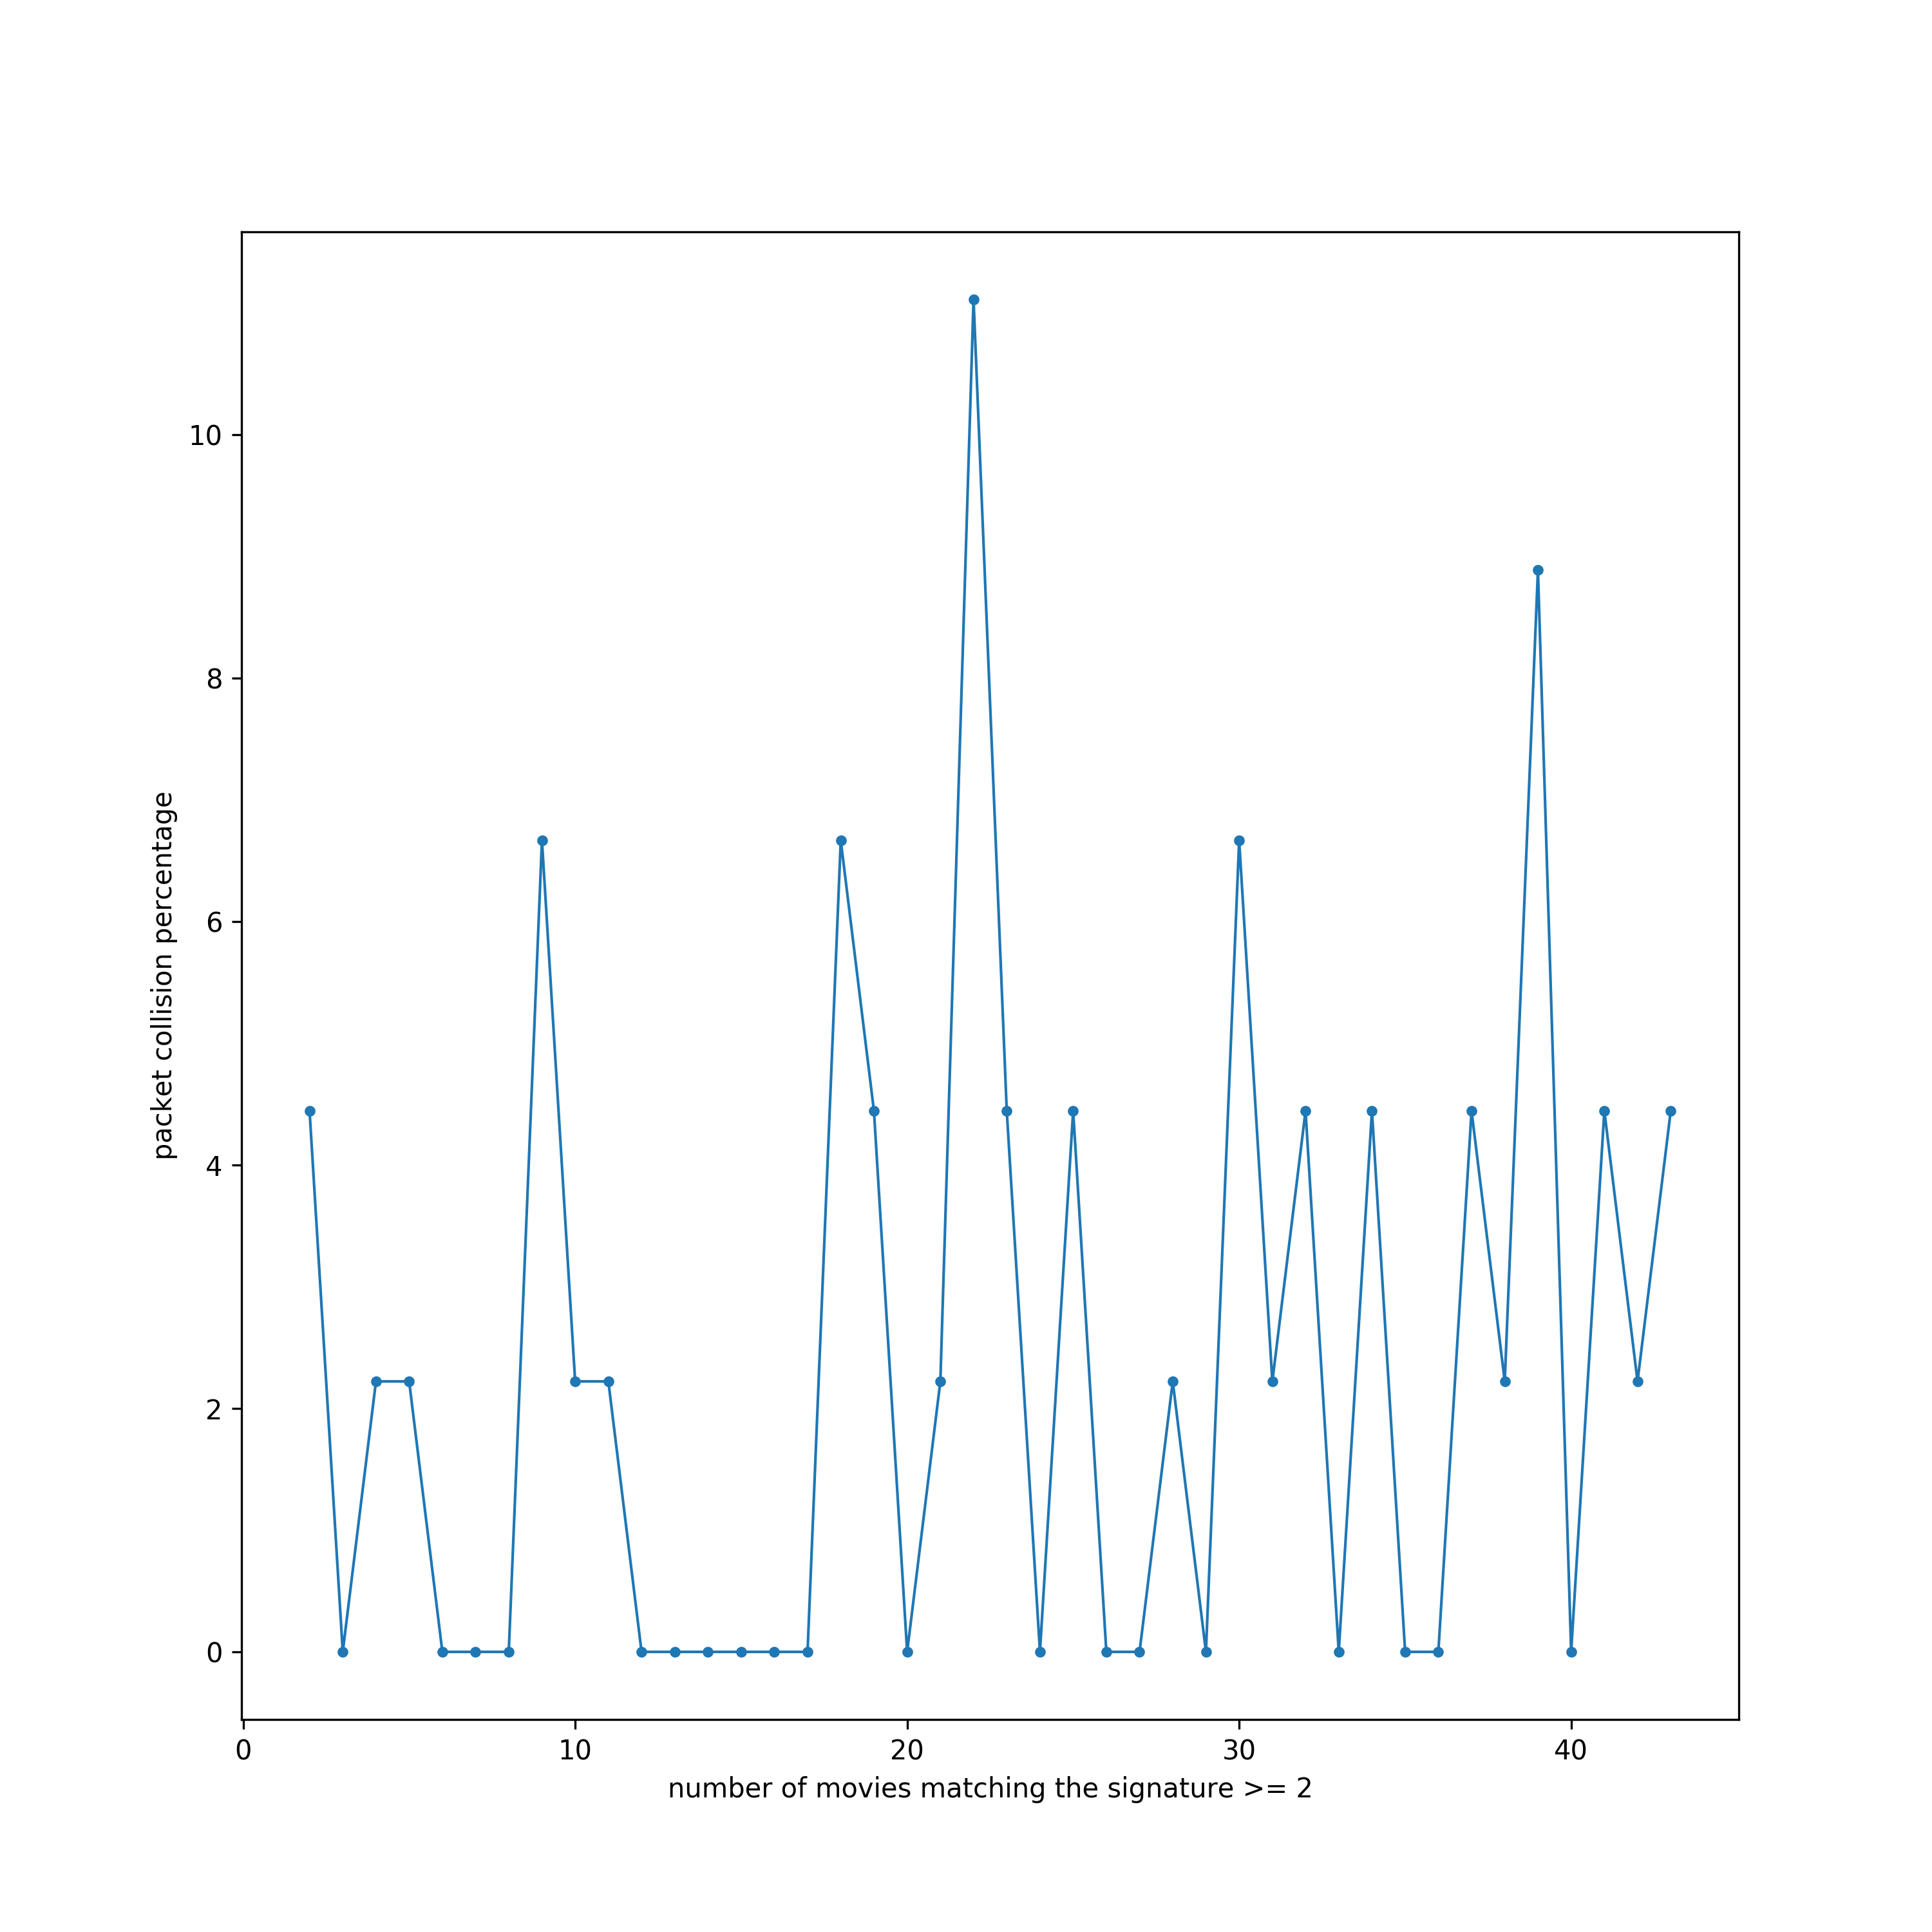 10
8
6
4
2
0
packet collision percentage
0 10 20 30 40
number of movies matching the signature >= 2